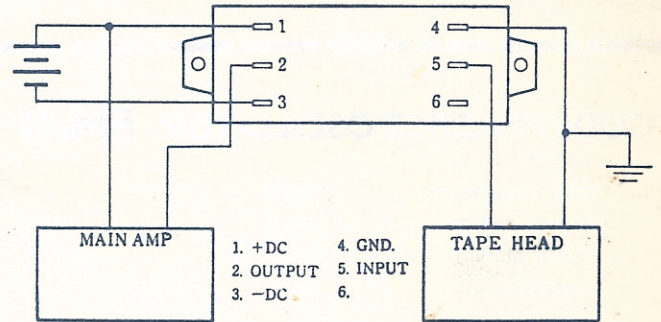 1 4
2 5
3 6
MAIN AMP
TAPE HEAD
1. +DC 4. GND.
2. OUTPUT 5. INPUT
3. −DC 6.